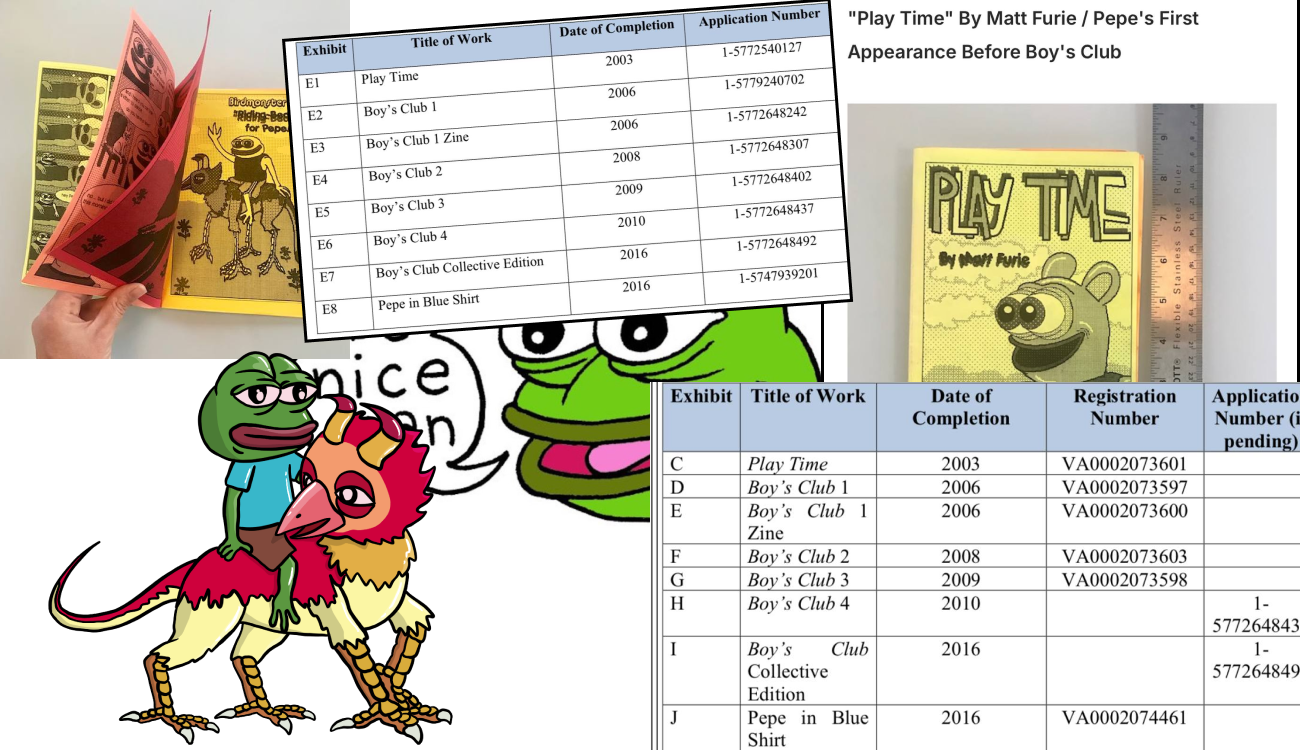 Birdmonster
for Pepe
Exhibit Title of Work Date of Completion Application Number
E1 Play Time 2003 1-5772540127
E2 Boy's Club 1 2006 1-5779240702
E3 Boy's Club 1 Zine 2006 1-5772648242
E4 Boy's Club 2 2008 1-5772648307
E5 Boy's Club 3 2009 1-5772648402
E6 Boy's Club 4 2010 1-5772648437
E7 Boy's Club Collective Edition 2016 1-5772648492
E8 Pepe in Blue Shirt 2016 1-5747939201
"Play Time" By Matt Furie / Pepe's First
Appearance Before Boy's Club
PLAY TIME
By Matt Furie
Flexible Stainless Steel Ruler
nice
Exhibit Title of Work Date of Registration Applicatio
Completion Number Number (i
pending)
C Play Time 2003 VA0002073601
D Boy's Club 1 2006 VA0002073597
E Boy's Club 1 2006 VA0002073600
Zine
F Boy's Club 2 2008 VA0002073603
G Boy's Club 3 2009 VA0002073598
H Boy's Club 4 2010 1-
577264843
I Boy's Club 2016 1-
Collective 577264849
Edition
J Pepe in Blue 2016 VA0002074461
Shirt